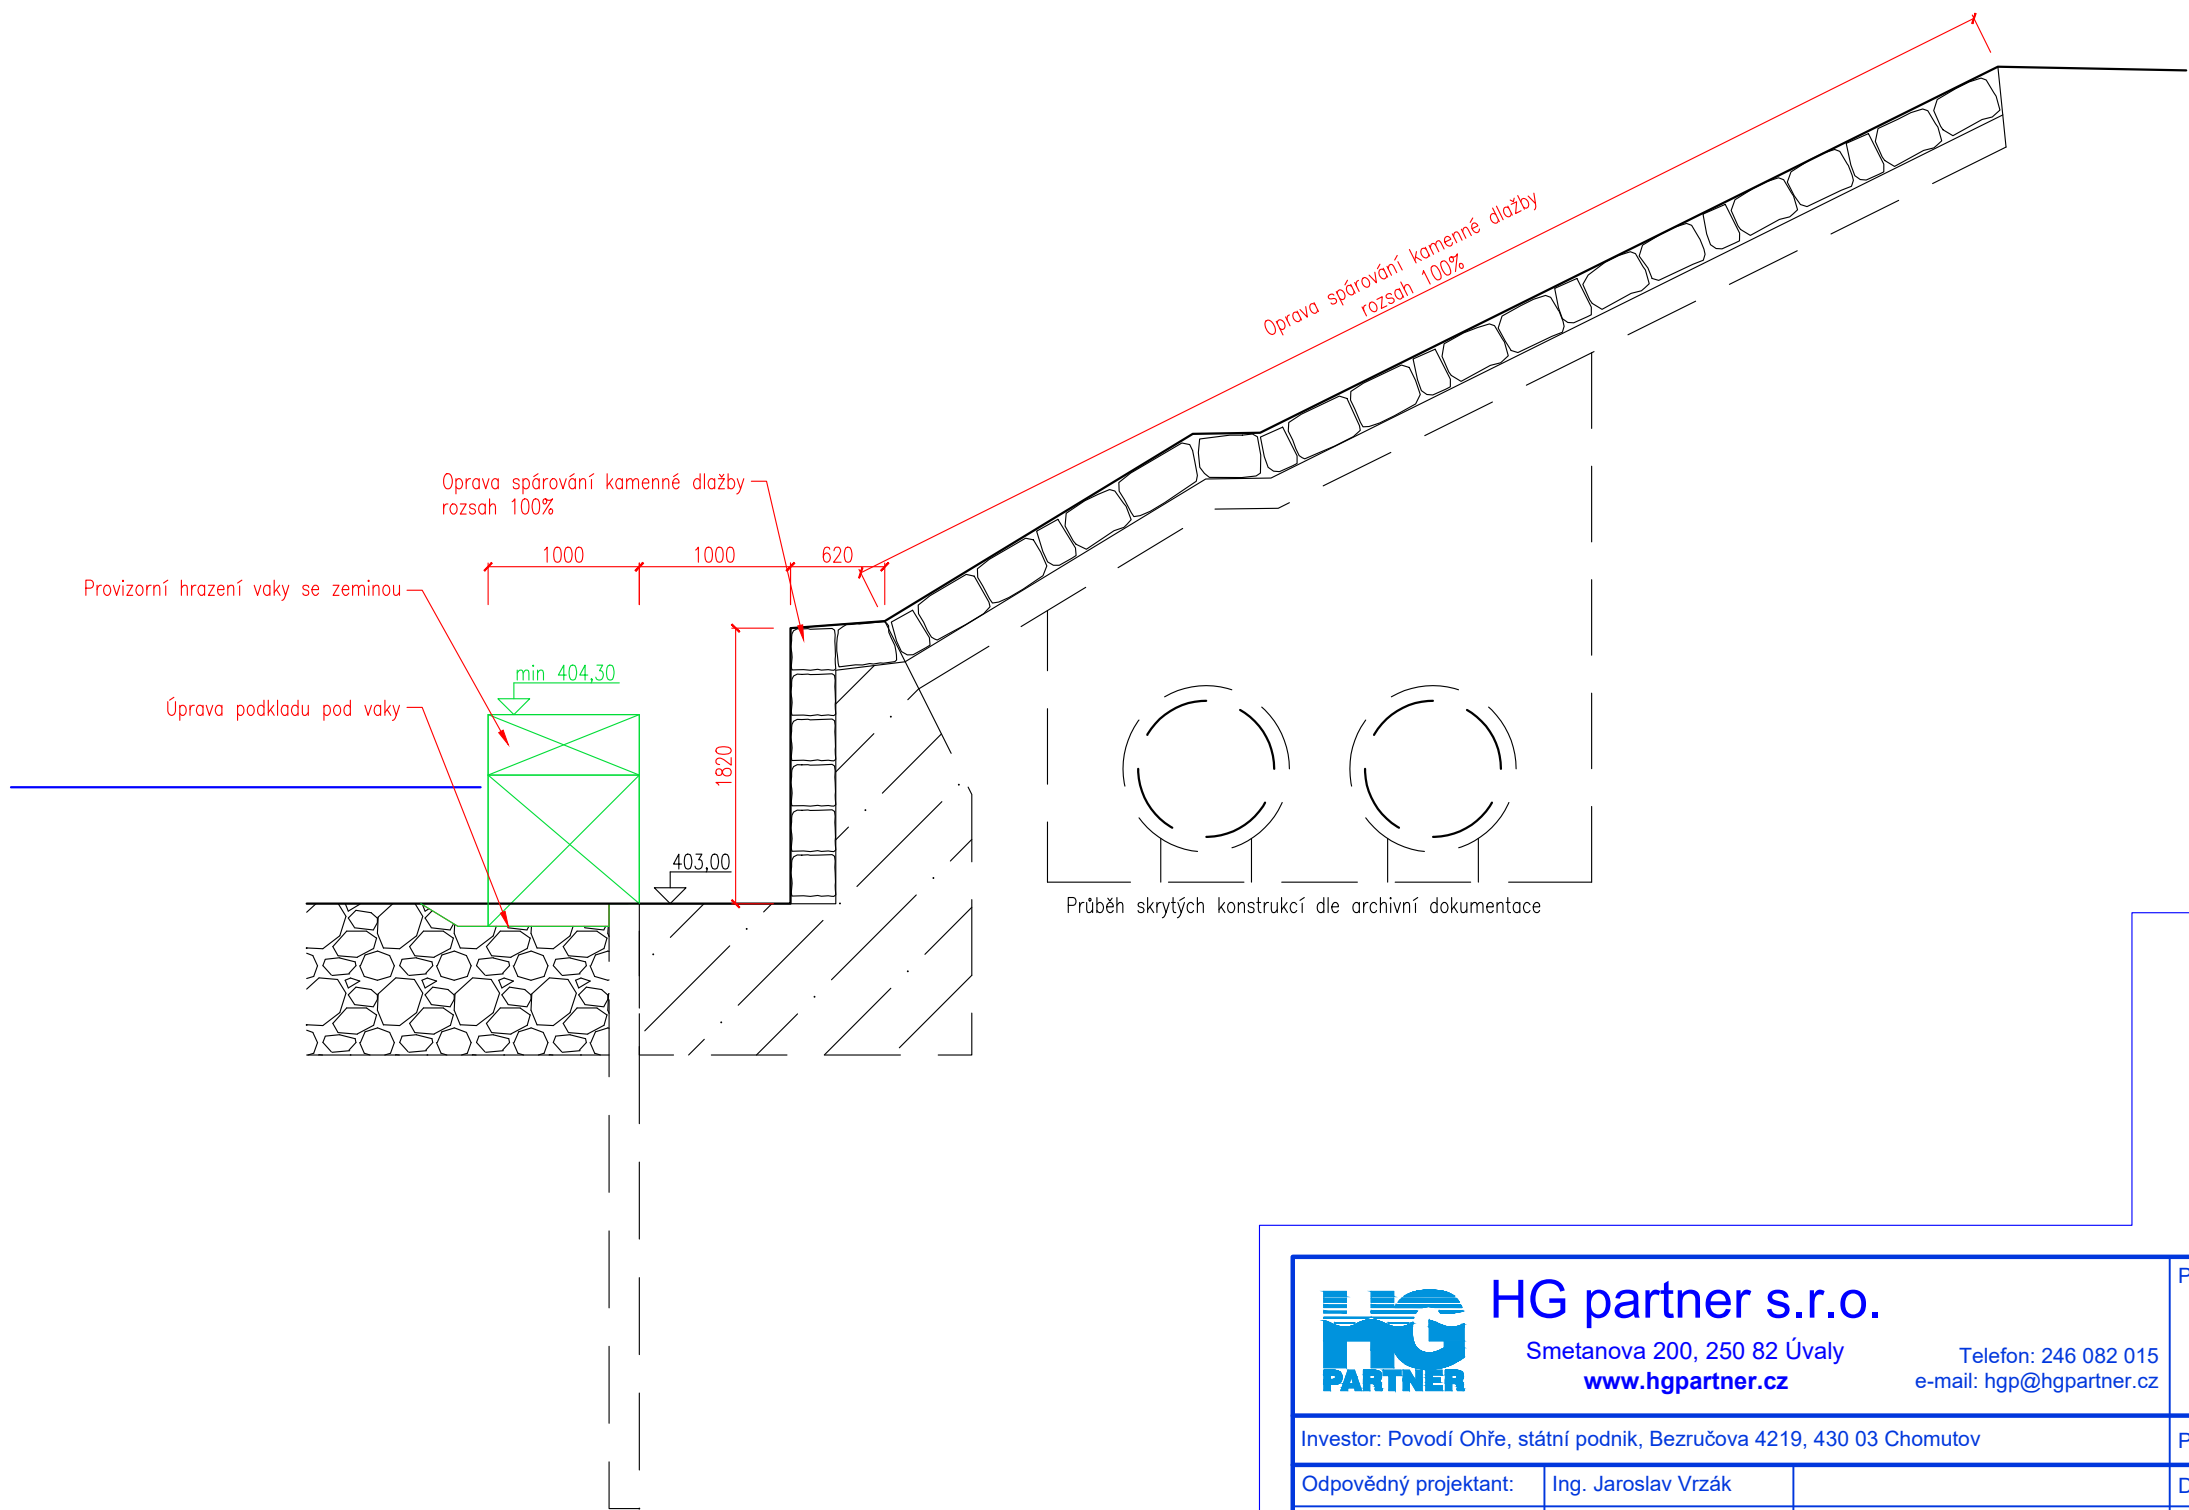 Oprava spárování kamenné dlažby
rozsah 100%
Oprava spárování kamenné dlažby
rozsah 100%
1000
1000
620
Provizorní hrazení vaky se zeminou
min 404,30
Úprava podkladu pod vaky
1820
403,00
Průběh skrytých konstrukcí dle archivní dokumentace
HG
PARTNER
HG partner s.r.o.
Smetanova 200, 250 82 Úvaly
www.hgpartner.cz
Telefon: 246 082 015
e-mail: hgp@hgpartner.cz
P
Investor: Povodí Ohře, státní podnik, Bezručova 4219, 430 03 Chomutov
P
Odpovědný projektant:
Ing. Jaroslav Vrzák
D